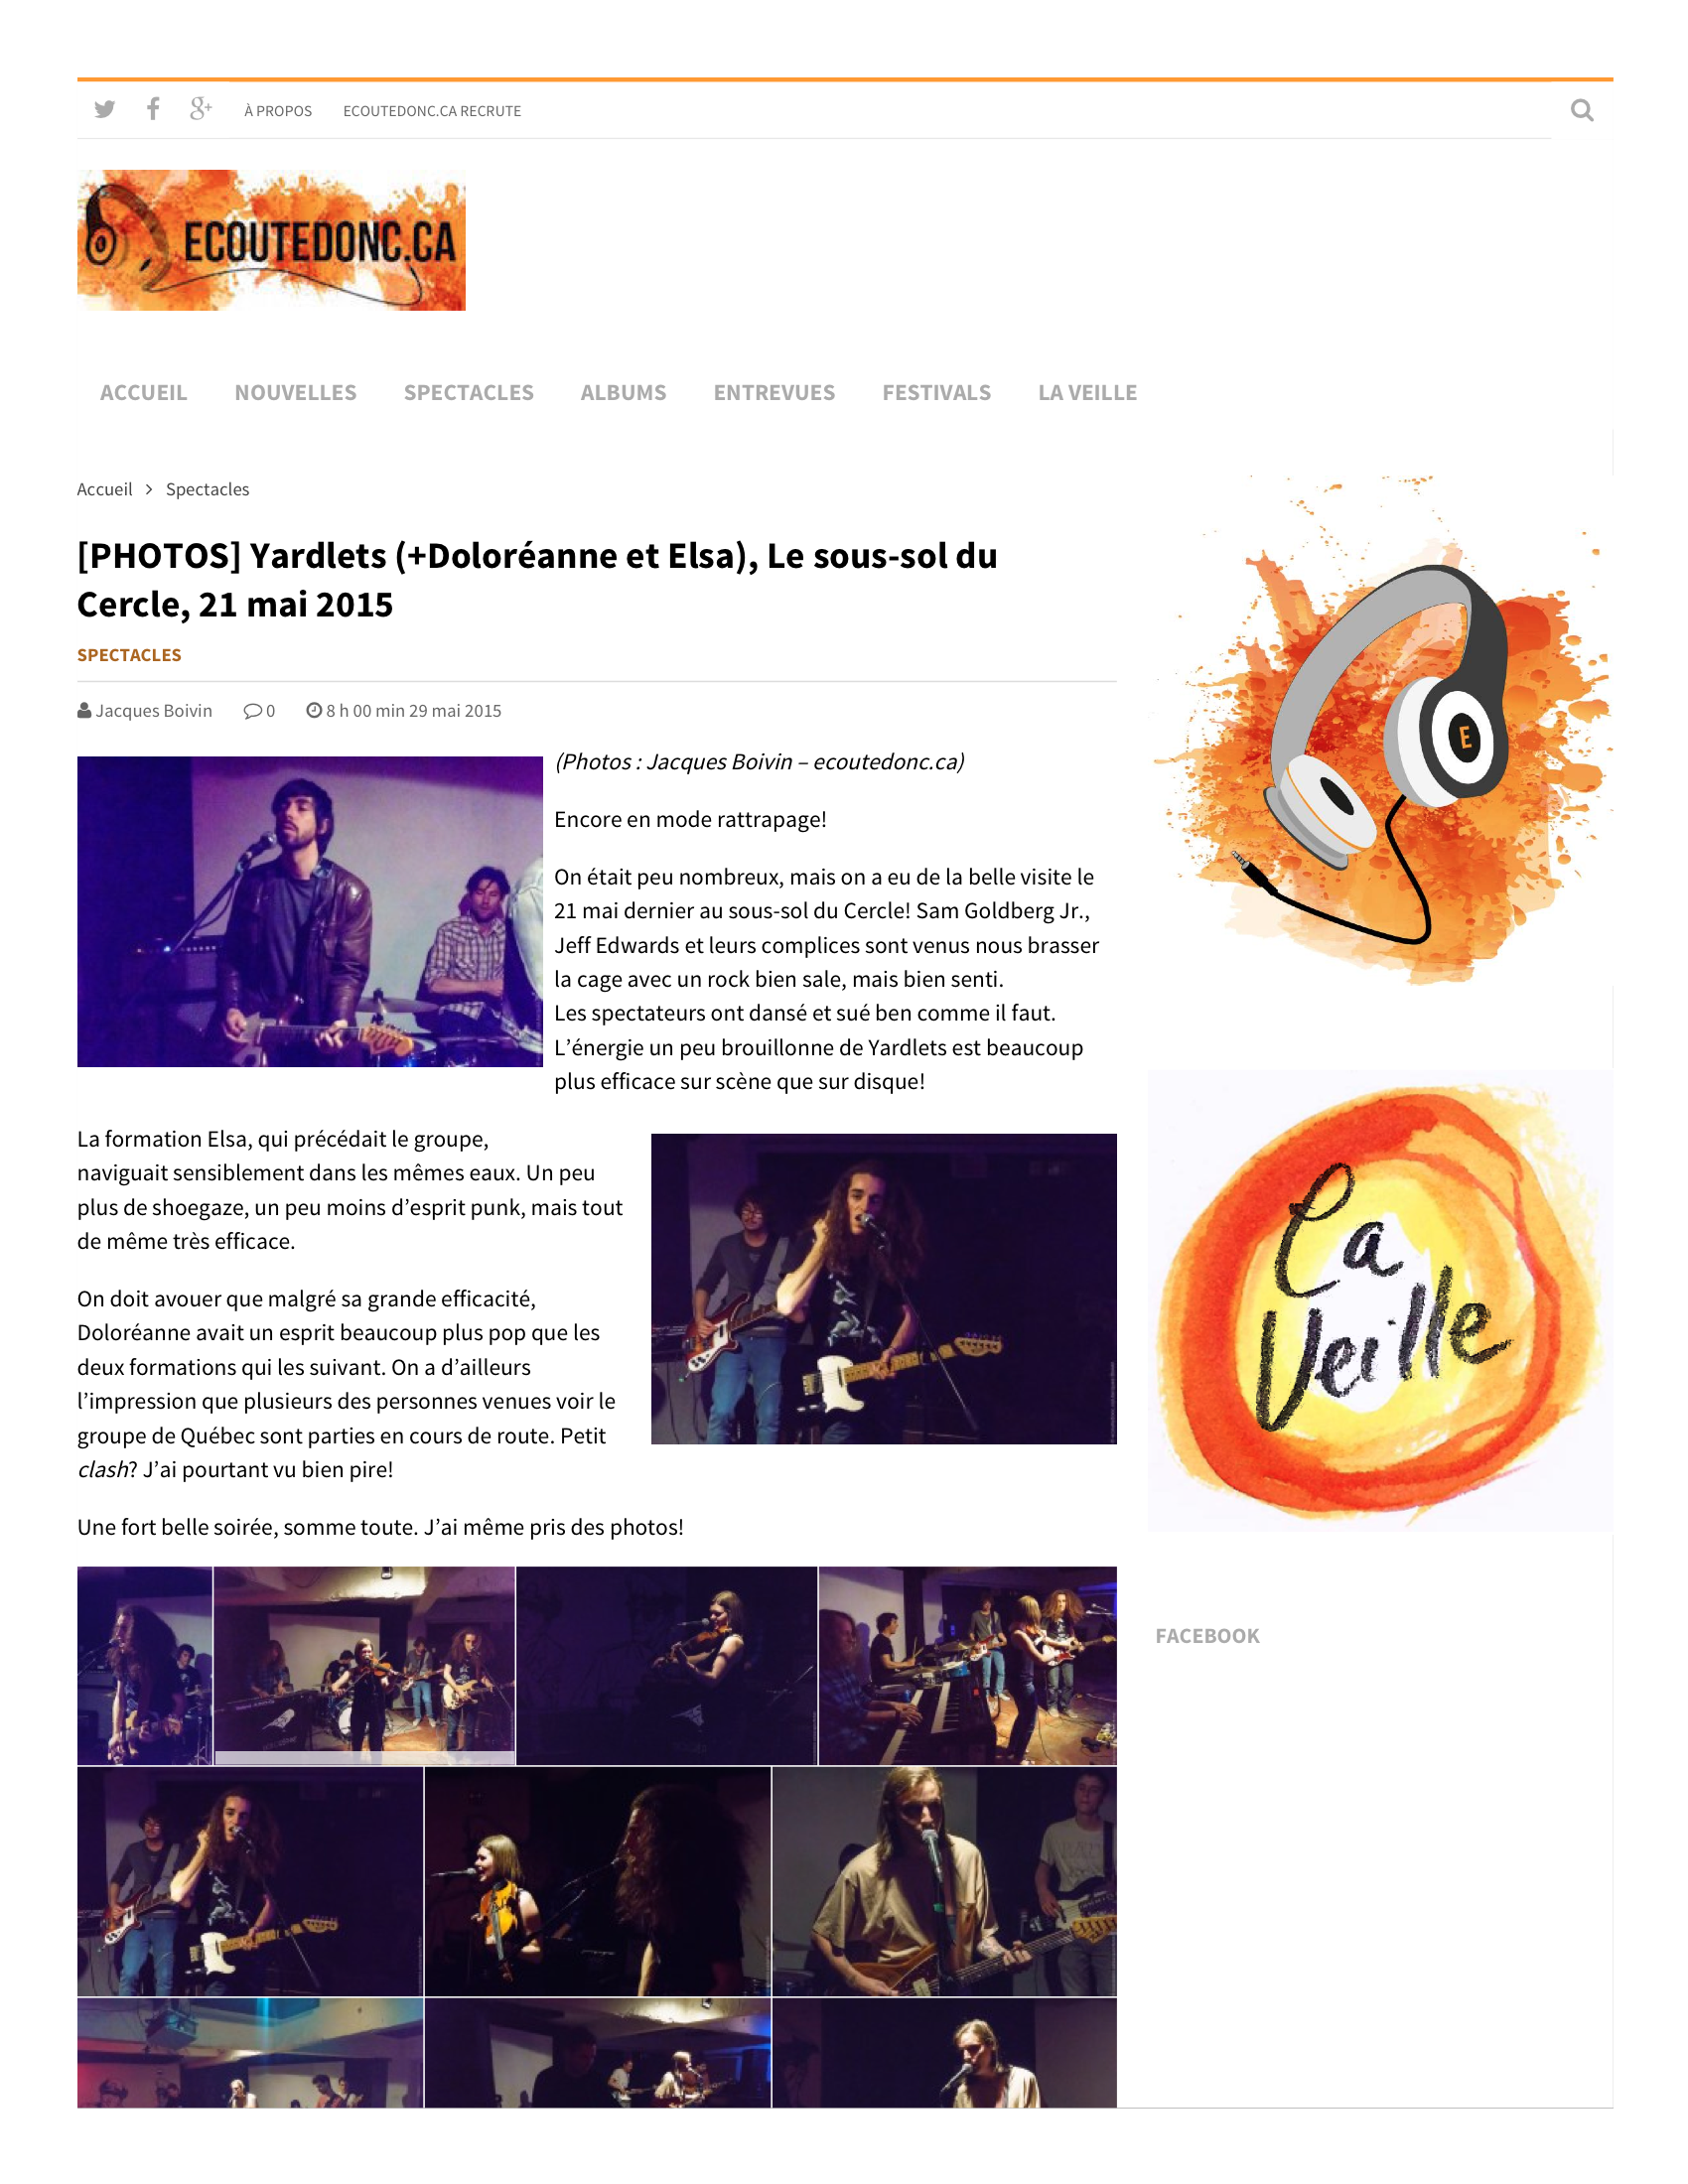 À PROPOS
ECOUTEDONC.CA RECRUTE
ECOUTEDONC.CA
ACCUEIL
NOUVELLES
SPECTACLES
ALBUMS
ENTREVUES
FESTIVALS
LA VEILLE
Accueil > Spectacles
[PHOTOS] Yardlets (+Doloréanne et Elsa), Le sous-sol du
Cercle, 21 mai 2015
SPECTACLES
Jacques Boivin 0 8 h 00 min 29 mai 2015
(Photos : Jacques Boivin – ecoutedonc.ca)
Encore en mode rattrapage!
On était peu nombreux, mais on a eu de la belle visite le
21 mai dernier au sous-sol du Cercle! Sam Goldberg Jr.,
Jeff Edwards et leurs complices sont venus nous brasser
la cage avec un rock bien sale, mais bien senti.
Les spectateurs ont dansé et sué ben comme il faut.
L’énergie un peu brouillonne de Yardlets est beaucoup
plus efficace sur scène que sur disque!
La formation Elsa, qui précédait le groupe,
naviguait sensiblement dans les mêmes eaux. Un peu
plus de shoegaze, un peu moins d’esprit punk, mais tout
de même très efficace.
On doit avouer que malgré sa grande efficacité,
Doloréanne avait un esprit beaucoup plus pop que les
deux formations qui les suivant. On a d’ailleurs
l’impression que plusieurs des personnes venues voir le
groupe de Québec sont parties en cours de route. Petit
clash? J’ai pourtant vu bien pire!
Une fort belle soirée, somme toute. J’ai même pris des photos!
E
La
Veille
FACEBOOK